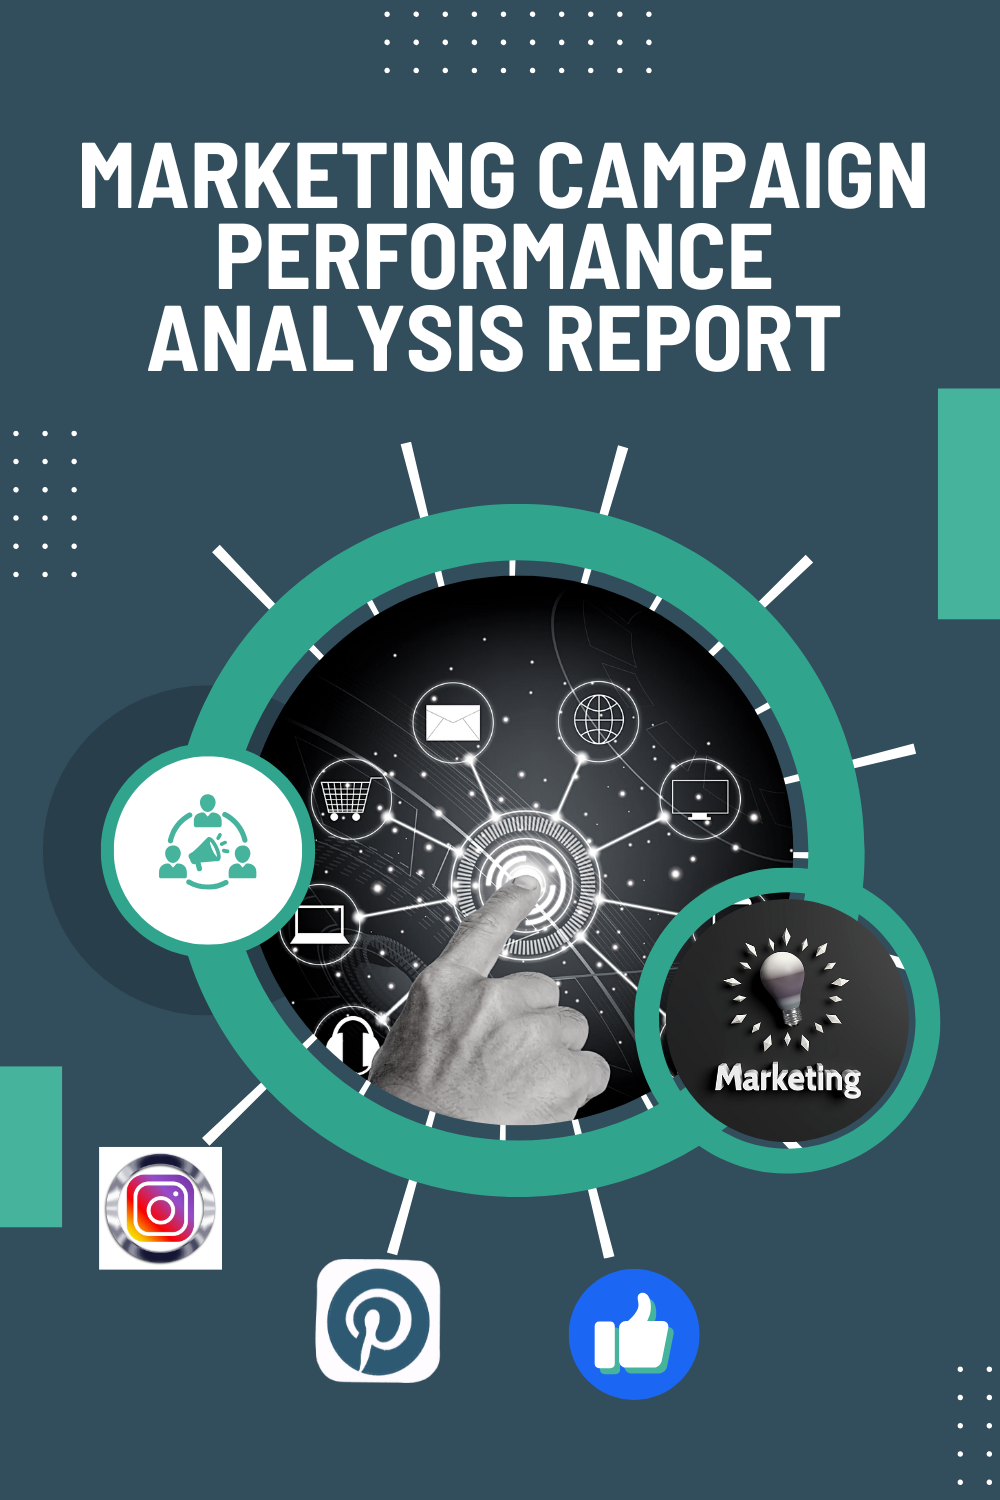 MARKETING CAMPAIGN
PERFORMANCE
ANALYSIS REPORT
Marketing